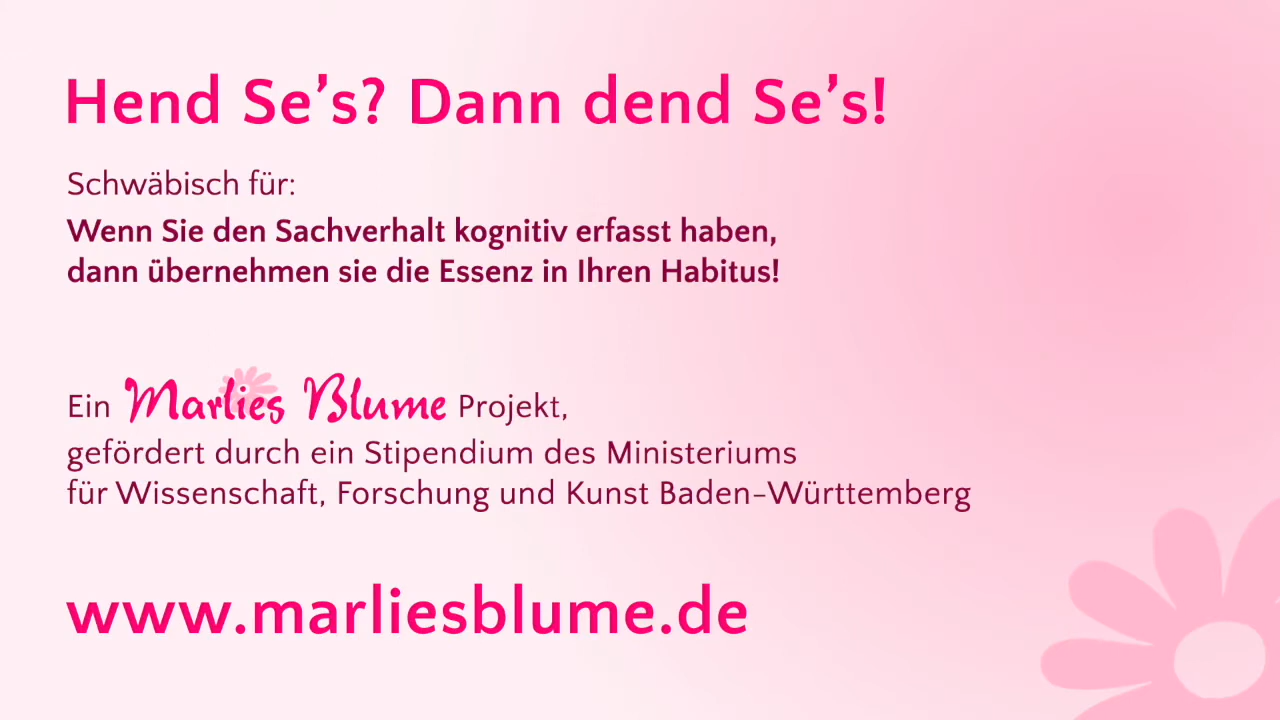 Hend Se’s? Dann dend Se’s!
Schwäbisch für:
Wenn Sie den Sachverhalt kognitiv erfasst haben,
dann übernehmen sie die Essenz in Ihren Habitus!
Ein Marlies Blume Projekt,
gefördert durch ein Stipendium des Ministeriums
für Wissenschaft, Forschung und Kunst Baden-Württemberg
www.marliesblume.de